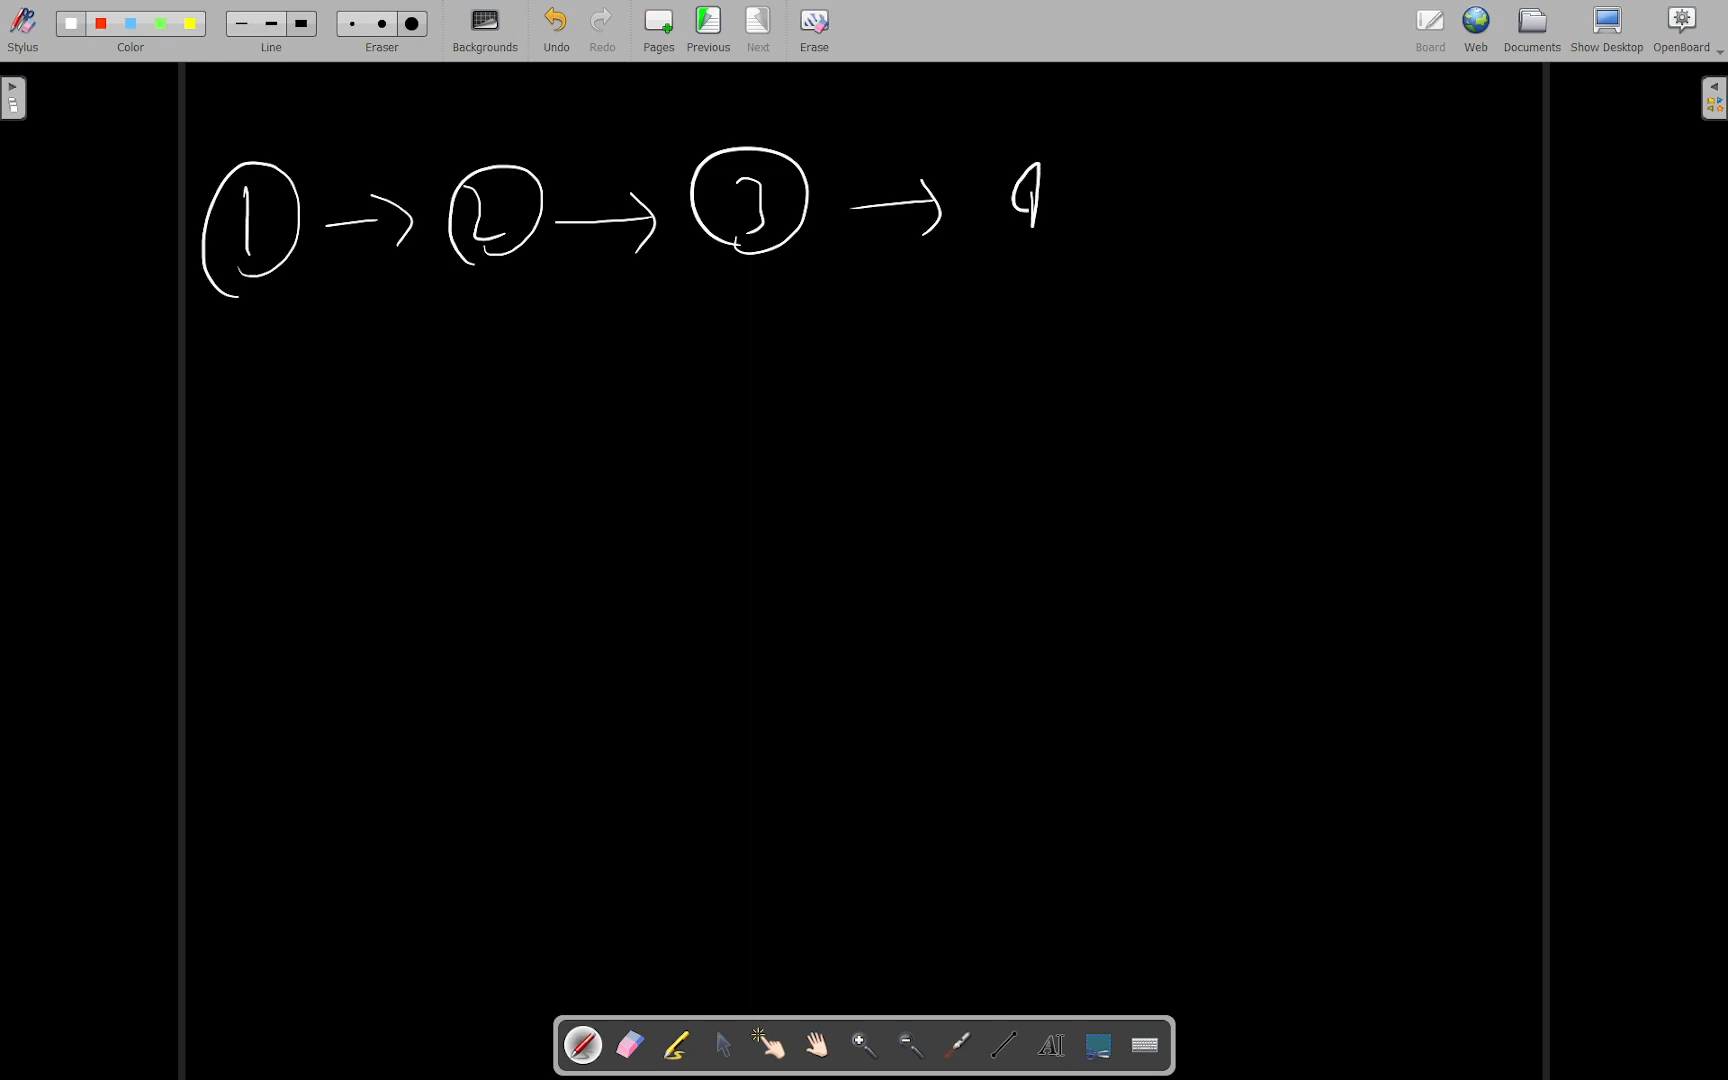 Stylus Color Line Eraser Backgrounds Undo Redo Pages Previous Next Erase Board Web Documents Show Desktop OpenBoard
1 → 2 → 3 →
AI